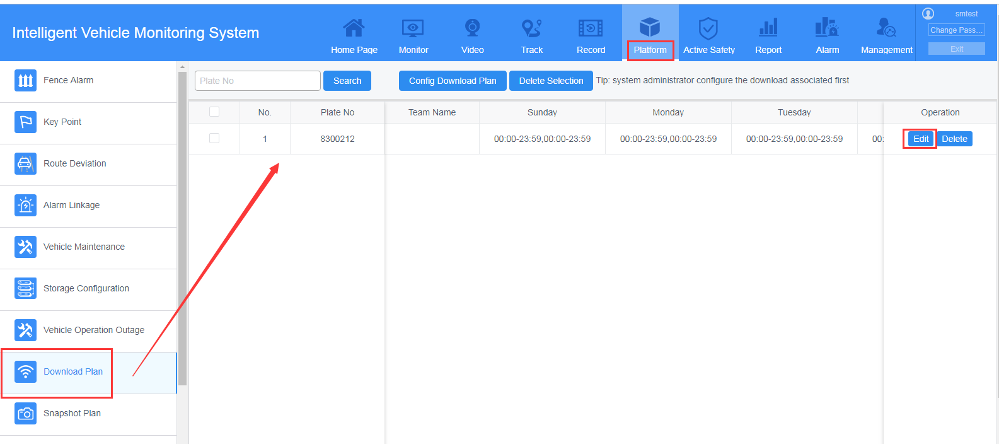 smtest
Intelligent Vehicle Monitoring System
Change Pass...
Home Page Monitor Video Track Record Platform Active Safety Report Alarm Management Exit
Fence Alarm
Plate No Search Config Download Plan Delete Selection Tip: system administrator configure the download associated first
No. Plate No Team Name Sunday Monday Tuesday Operation
Key Point
1 8300212 00:00-23:59,00:00-23:59 00:00-23:59,00:00-23:59 00:00-23:59,00:00-23:59 00: Edit Delete
Route Deviation
Alarm Linkage
Vehicle Maintenance
Storage Configuration
Vehicle Operation Outage
Download Plan
Snapshot Plan